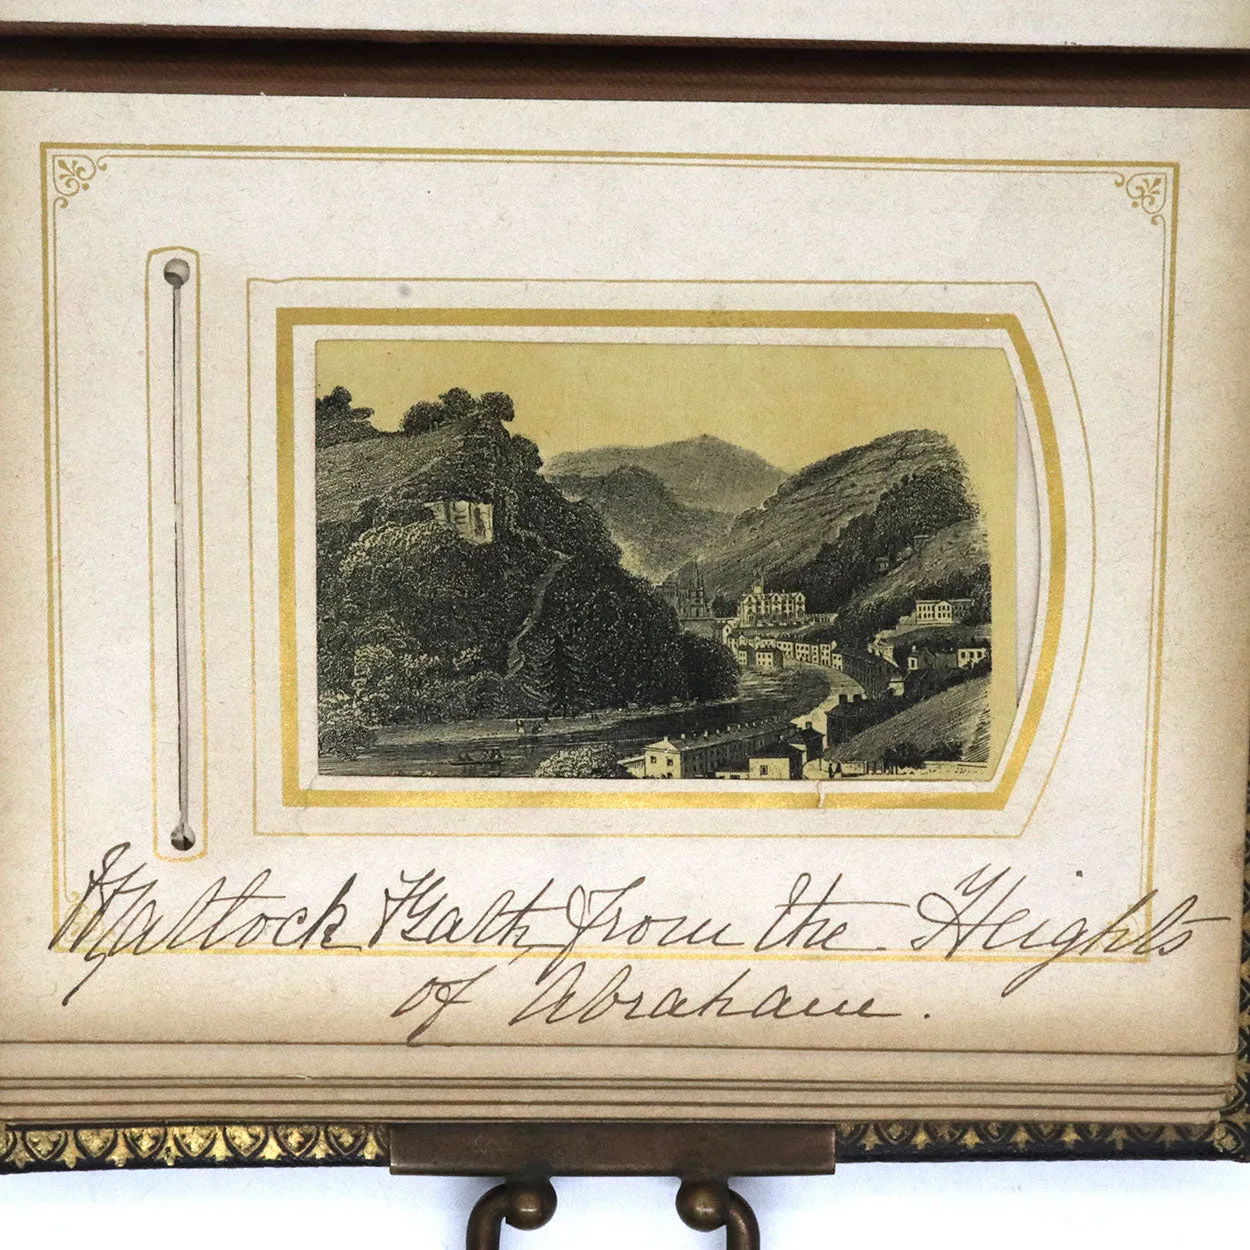 Matlock Bath from the Heights
of Abraham.